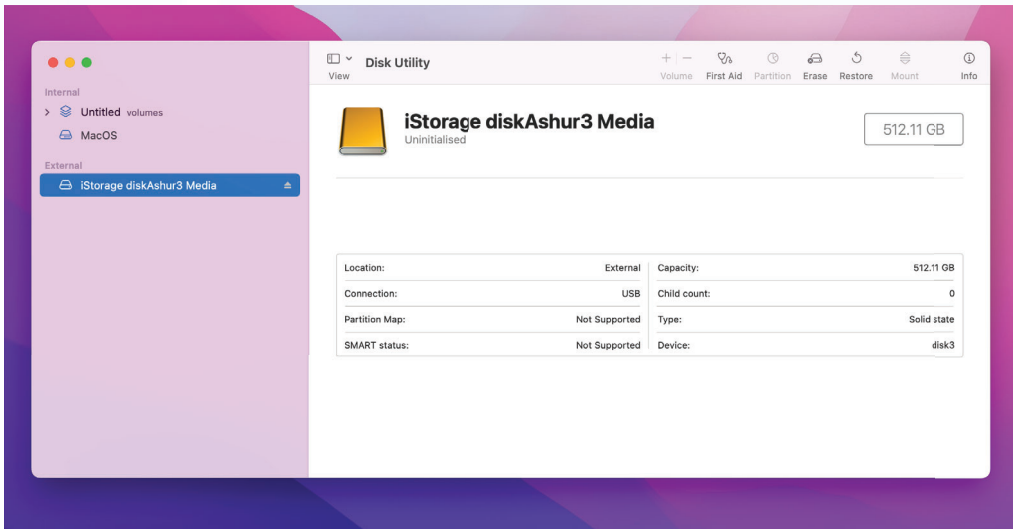 Disk Utility
View
Volume First Aid Partition Erase Restore Mount Info
Internal
Untitled volumes
MacOS
External
iStorage diskAshur3 Media
iStorage diskAshur3 Media
Uninitialised
512.11 GB
Location: External Capacity: 512.11 GB
Connection: USB Child count: 0
Partition Map: Not Supported Type: Solid state
SMART status: Not Supported Device: disk3